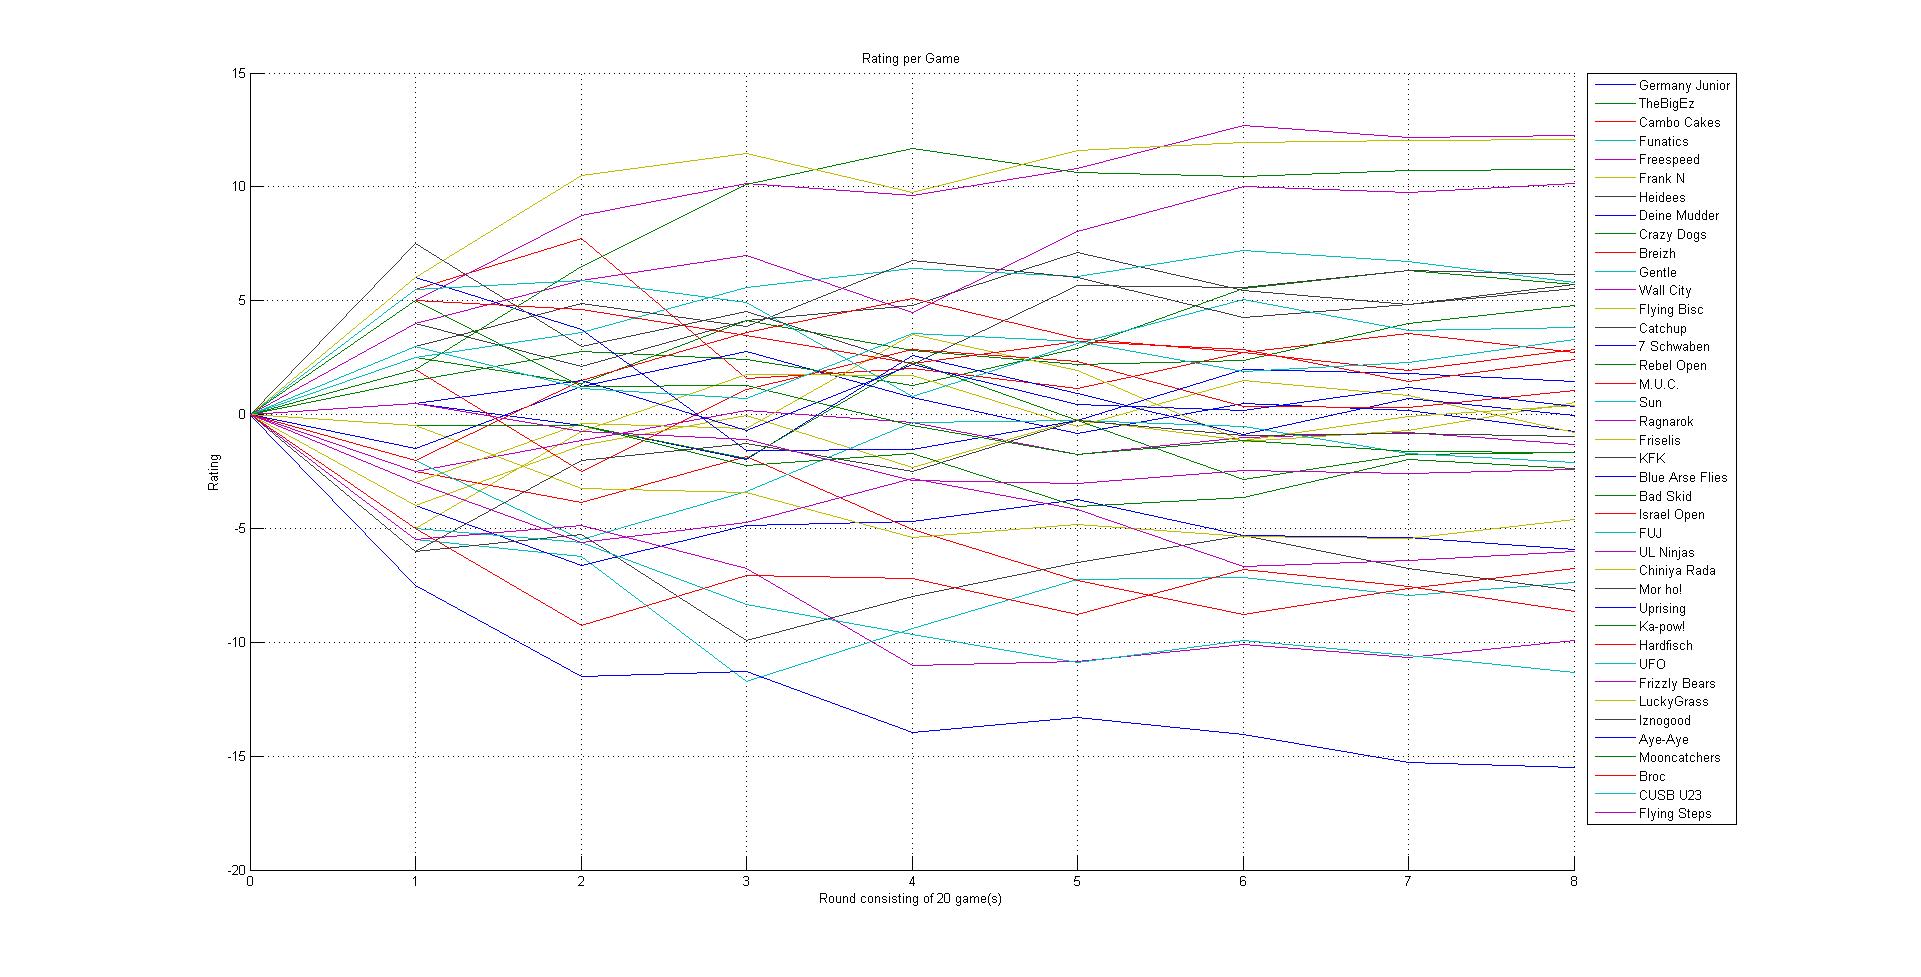 Rating per Game
15
10
5
0
-5
-10
-15
-20
Rating
0 1 2 3 4 5 6 7 8
Round consisting of 20 game(s)
Germany Junior
TheBigEz
Cambo Cakes
Funatics
Freespeed
Frank N
Heidees
Deine Mudder
Crazy Dogs
Breizh
Gentle
Wall City
Flying Bisc
Catchup
7 Schwaben
Rebel Open
M.U.C.
Sun
Ragnarok
Friselis
KFK
Blue Arse Flies
Bad Skid
Israel Open
FUJ
UL Ninjas
Chiniya Rada
Mor ho!
Uprising
Ka-pow!
Hardfisch
UFO
Frizzly Bears
LuckyGrass
Iznogood
Aye-Aye
Mooncatchers
Broc
CUSB U23
Flying Steps